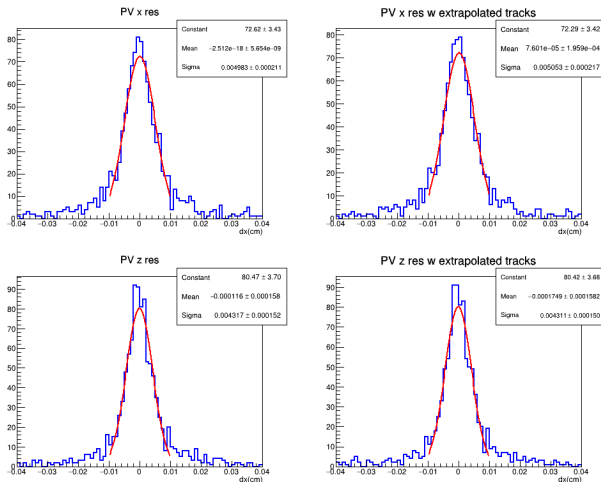 PV x res
Constant 72.62 ± 3.43
Mean -2.512e-18 ± 5.654e-09
Sigma 0.004983 ± 0.000211
80
70
60
50
40
30
20
10
0
-0.04 -0.03 -0.02 -0.01 0 0.01 0.02 0.03 0.04
dx(cm)
PV x res w extrapolated tracks
Constant 72.29 ± 3.42
Mean 7.601e-05 ± 1.959e-04
Sigma 0.005053 ± 0.000217
80
70
60
50
40
30
20
10
0
-0.04 -0.03 -0.02 -0.01 0 0.01 0.02 0.03 0.04
dx(cm)
PV z res
Constant 80.47 ± 3.70
Mean -0.000116 ± 0.000158
Sigma 0.004317 ± 0.000152
90
80
70
60
50
40
30
20
10
0
-0.04 -0.03 -0.02 -0.01 0 0.01 0.02 0.03 0.04
dx(cm)
PV z res w extrapolated tracks
Constant 80.42 ± 3.68
Mean -0.0001749 ± 0.0001582
Sigma 0.004311 ± 0.000150
90
80
70
60
50
40
30
20
10
0
-0.04 -0.03 -0.02 -0.01 0 0.01 0.02 0.03 0.04
dx(cm)